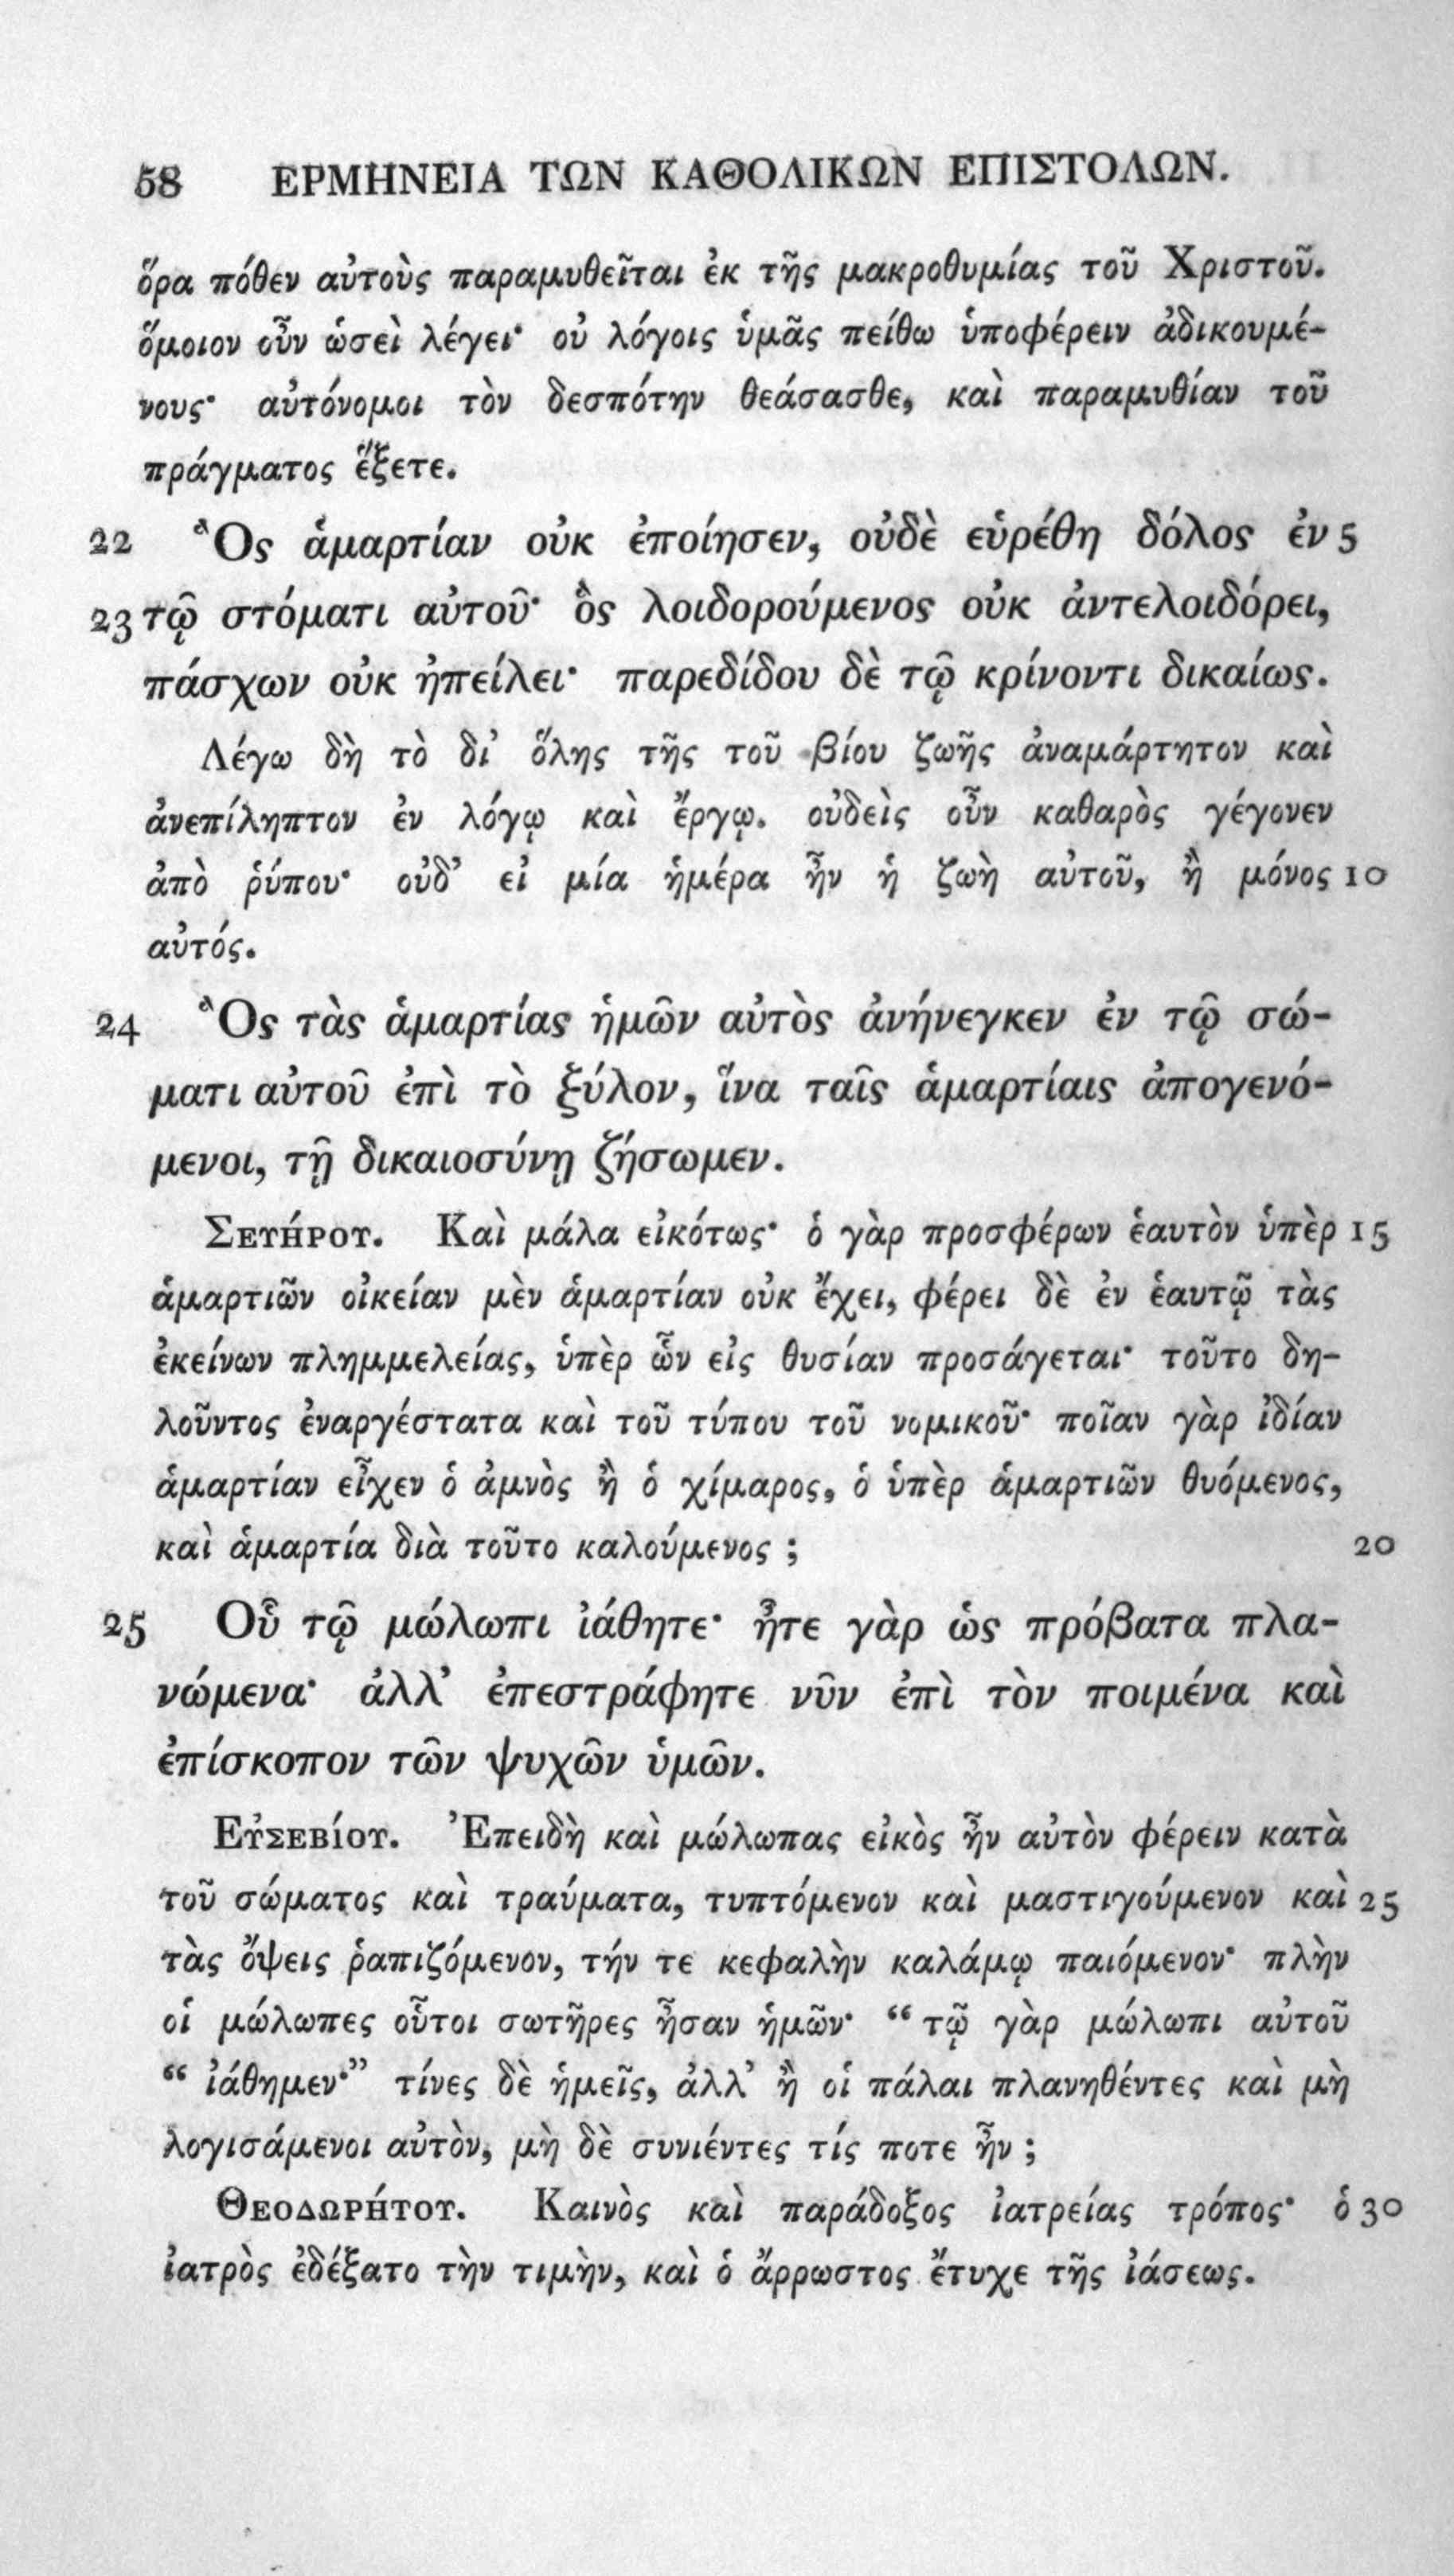 58 ΕΡΜΗΝΕΙΑ ΤΩΝ ΚΑΘΟΛΙΚΩΝ ΕΠΙΣΤΟΛΩΝ.
ὅρα πόθεν αὐτοὺς παραμυθεῖται ἐκ τῆς μακροθυμίας τοῦ Χριστοῦ.
ὅμοιον οὖν ὡσεὶ λέγει· οὐ λόγοις ὑμᾶς πείθω ὑποφέρειν ἀδικουμέ-
νους· αὐτόνομοι τὸν δεσπότην θεάσασθε, καὶ παραμυθίαν τοῦ
πράγματος ἕξετε.
22 Ὃς ἁμαρτίαν οὐκ ἐποίησεν, οὐδὲ εὑρέθη δόλος ἐν 5
23 τῷ στόματι αὐτοῦ· ὃς λοιδορούμενος οὐκ ἀντελοιδόρει,
πάσχων οὐκ ἠπείλει· παρεδίδου δὲ τῷ κρίνοντι δικαίως.
Λέγω δὴ τὸ δι’ ὅλης τῆς τοῦ βίου ζωῆς ἀναμάρτητον καὶ
ἀνεπίληπτον ἐν λόγῳ καὶ ἔργῳ. οὐδεὶς οὖν καθαρὸς γέγονεν
ἀπὸ ῥύπου· οὐδ’ εἰ μία ἡμέρα ἦν ἡ ζωὴ αὐτοῦ, ἢ μόνος 10
αὐτός.
24 Ὃς τὰς ἁμαρτίας ἡμῶν αὐτὸς ἀνήνεγκεν ἐν τῷ σώ-
ματι αὐτοῦ ἐπὶ τὸ ξύλον, ἵνα ταῖς ἁμαρτίαις ἀπογενό-
μενοι, τῇ δικαιοσύνῃ ζήσωμεν.
Σετήροτ. Καὶ μάλα εἰκότως· ὁ γὰρ προσφέρων ἑαυτὸν ὑπὲρ 15
ἁμαρτιῶν οἰκείαν μὲν ἁμαρτίαν οὐκ ἔχει, φέρει δὲ ἐν ἑαυτῷ τὰς
ἐκείνων πλημμελείας, ὑπὲρ ὧν εἰς θυσίαν προσάγεται· τοῦτο δη-
λοῦντος ἐναργέστατα καὶ τοῦ τύπου τοῦ νομικοῦ· ποῖαν γὰρ ἰδίαν
ἁμαρτίαν εἶχεν ὁ ἀμνὸς ἢ ὁ χίμαρος, ὁ ὑπὲρ ἁμαρτιῶν θυόμενος,
καὶ ἁμαρτία διὰ τοῦτο καλούμενος ; 20
25 Οὗ τῷ μώλωπι ἰάθητε· ἦτε γὰρ ὡς πρόβατα πλα-
νώμενα· ἀλλ’ ἐπεστράφητε νῦν ἐπὶ τὸν ποιμένα καὶ
ἐπίσκοπον τῶν ψυχῶν ὑμῶν.
Εὐσεβίου. Ἐπειδὴ καὶ μώλωπας εἰκὸς ἦν αὐτὸν φέρειν κατὰ
τοῦ σώματος καὶ τραύματα, τυπτόμενον καὶ μαστιγούμενον καὶ 25
τὰς ὄψεις ῥαπιζόμενον, τήν τε κεφαλὴν καλάμῳ παιόμενον· πλὴν
οἱ μώλωπες οὗτοι σωτῆρες ἦσαν ἡμῶν· “ τῷ γὰρ μώλωπι αὐτοῦ
“ ἰάθημεν·” τίνες δὲ ἡμεῖς, ἀλλ’ ἢ οἱ πάλαι πλανηθέντες καὶ μὴ
λογισάμενοι αὐτὸν, μὴ δὲ συνιέντες τίς ποτε ἦν ;
Θεοδωρήτου. Καινὸς καὶ παράδοξος ἰατρείας τρόπος· ὁ 30
ἰατρὸς ἐδέξατο τὴν τιμὴν, καὶ ὁ ἄρρωστος ἔτυχε τῆς ἰάσεως.